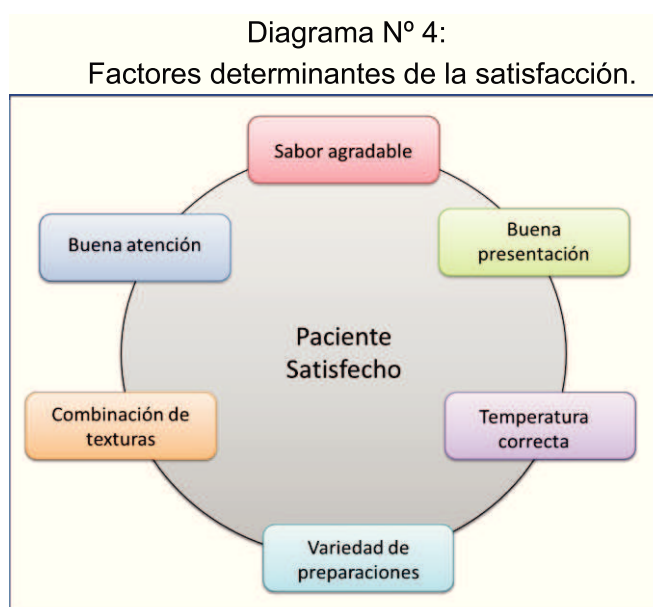 Diagrama Nº 4:
Factores determinantes de la satisfacción.
Sabor agradable
Buena
presentación
Temperatura
correcta
Variedad de
preparaciones
Combinación de
texturas
Buena atención
Paciente
Satisfecho